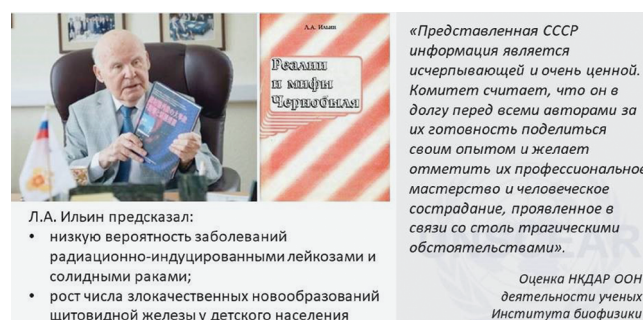 Л.А. Ильин
Реалии
и мифы
Чернобыля
Л.А. Ильин предсказал:
• низкую вероятность заболеваний
радиационно-индуцированными лейкозами и
солидными раками;
• рост числа злокачественных новообразований
щитовидной железы у детского населения
«Представленная СССР
информация является
исчерпывающей и очень ценной.
Комитет считает, что он в
долгу перед всеми авторами за
их готовность поделиться
своим опытом и желает
отметить их профессиональное
мастерство и человеческое
сострадание, проявленное в
связи со столь трагическими
обстоятельствами».
Оценка НКДАР ООН
деятельности ученых
Института биофизики